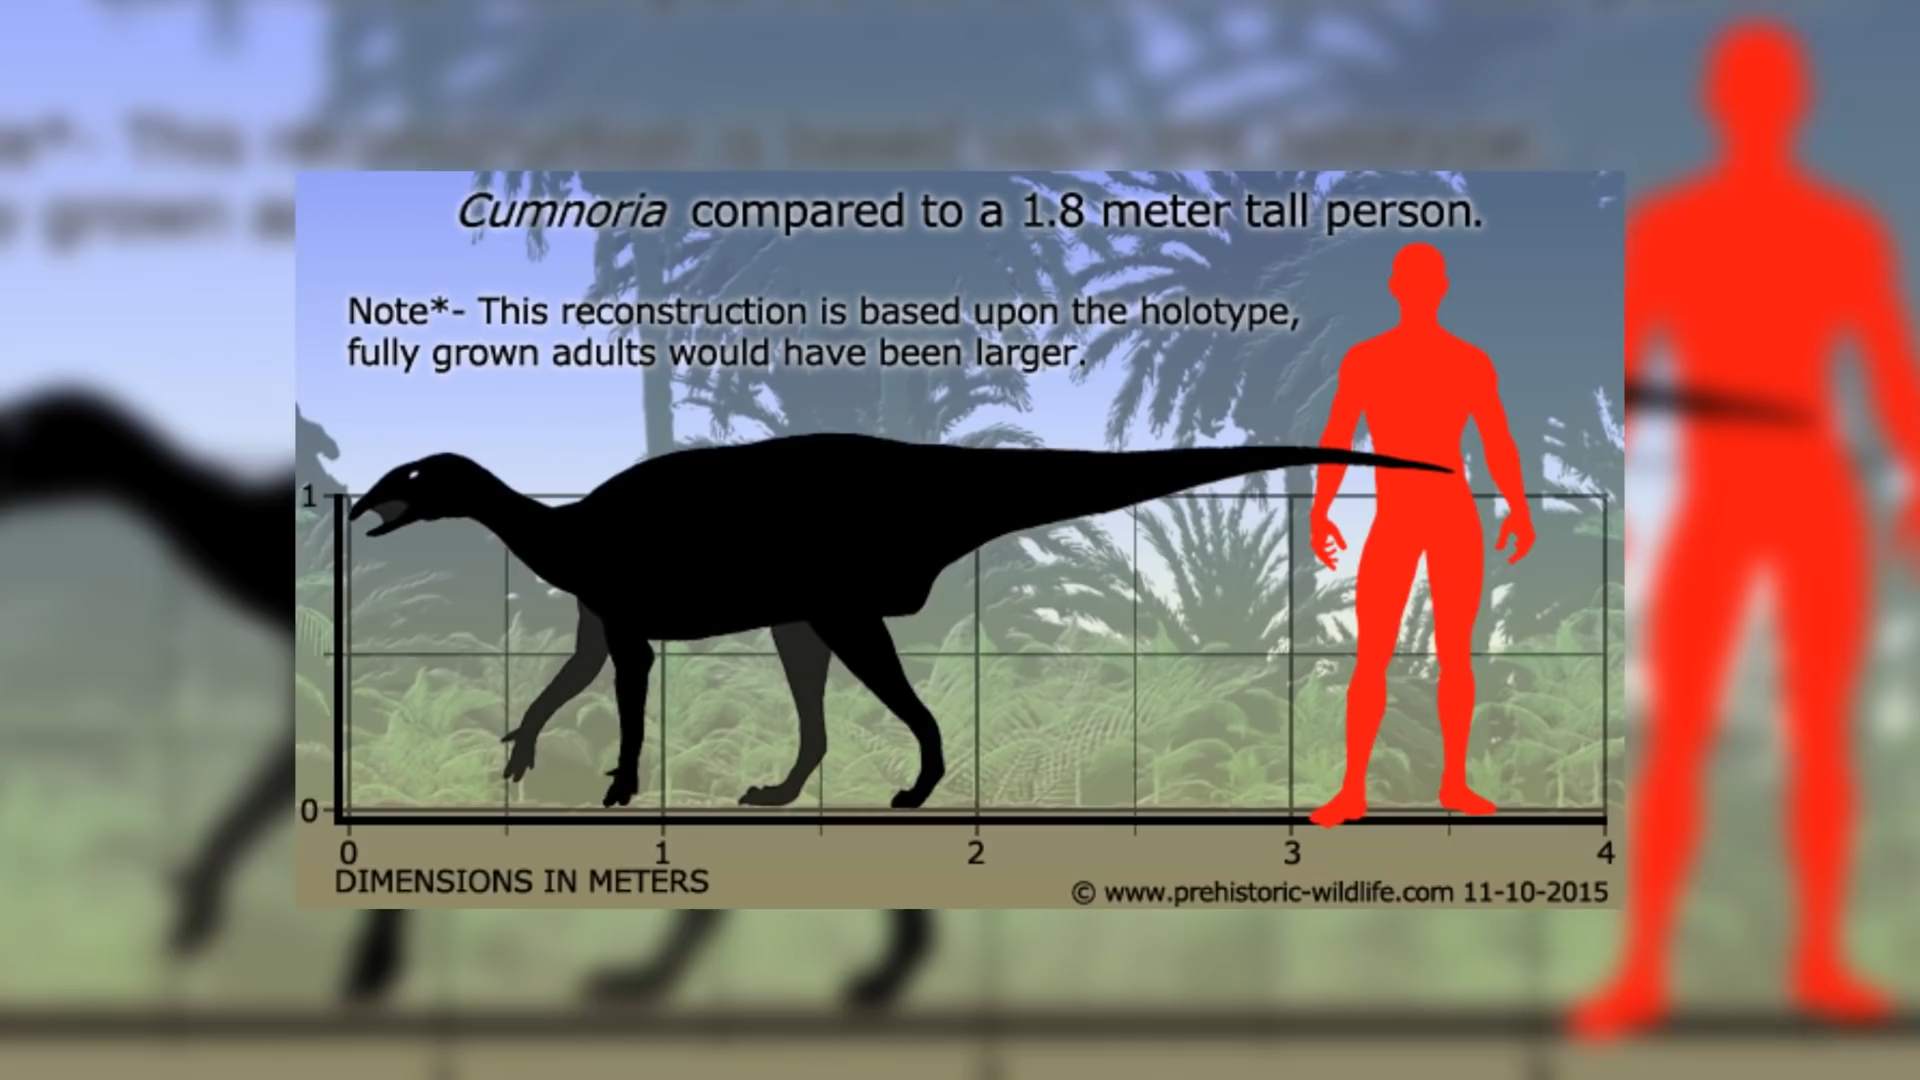 Cumnoria compared to a 1.8 meter tall person.
Note*- This reconstruction is based upon the holotype,
fully grown adults would have been larger.
1
0
0 1 2 3 4
DIMENSIONS IN METERS
© www.prehistoric-wildlife.com 11-10-2015